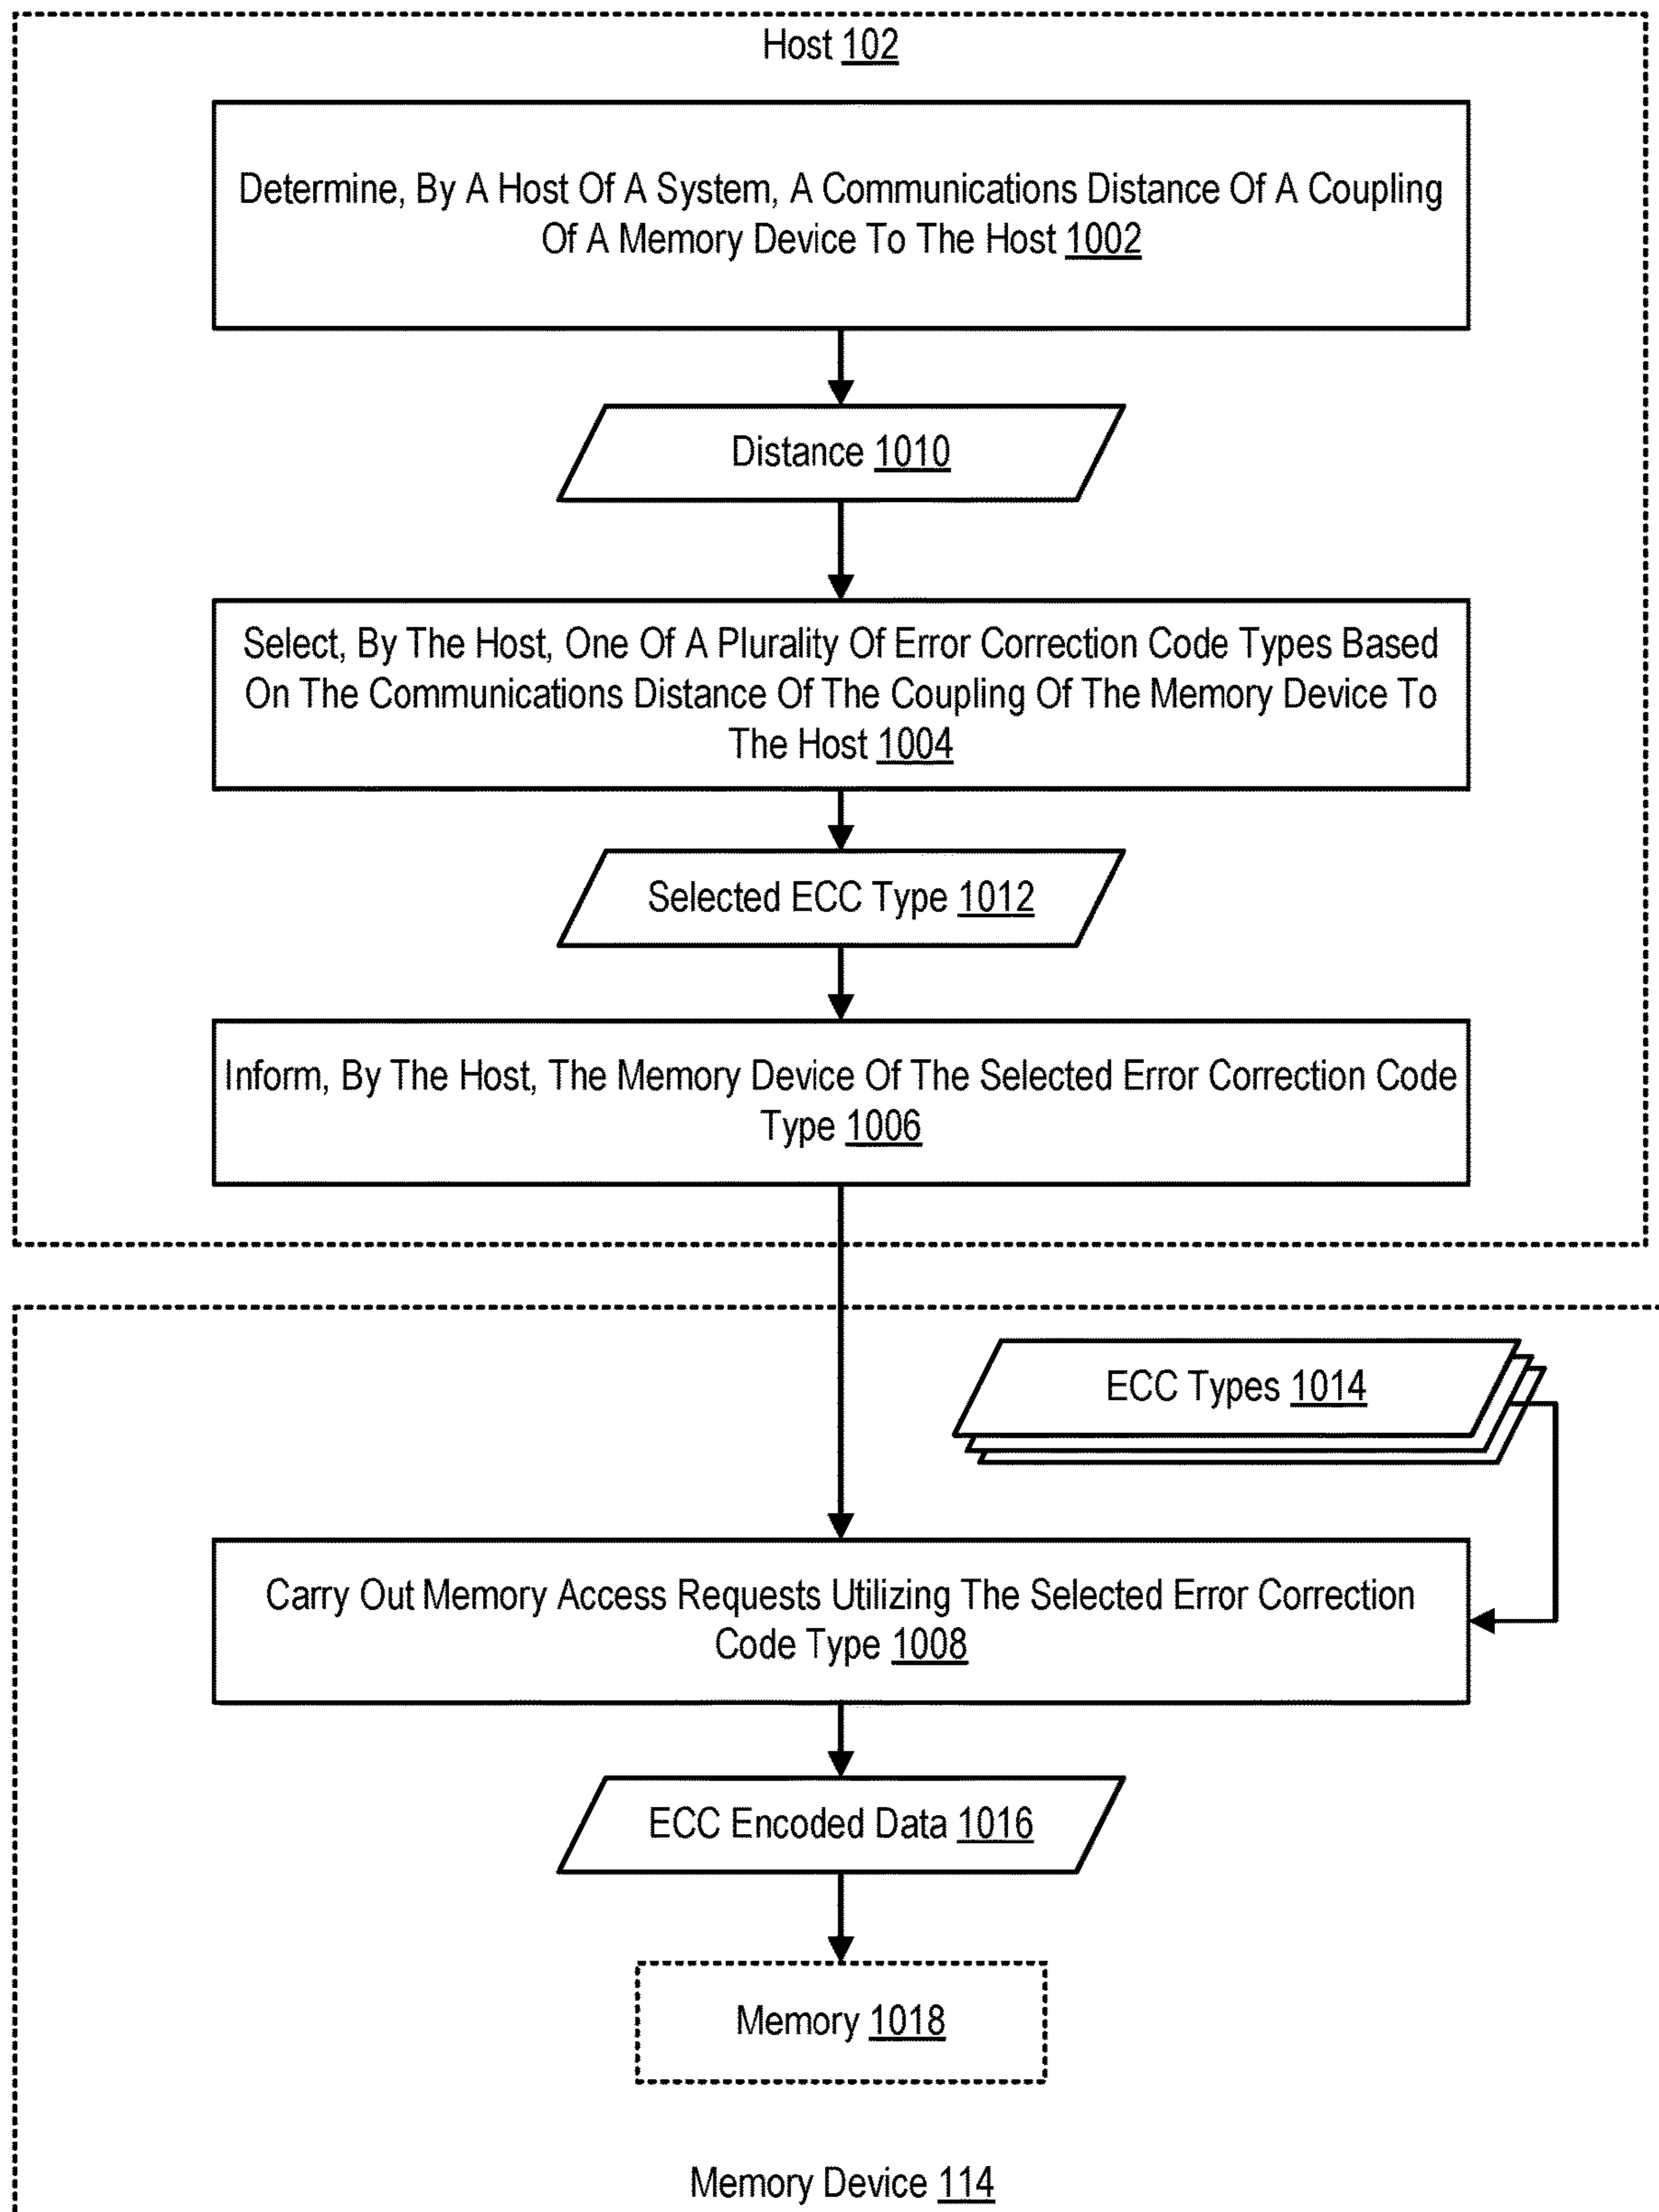 Host 102
Determine, By A Host Of A System, A Communications Distance Of A Coupling
Of A Memory Device To The Host 1002
Distance 1010
Select, By The Host, One Of A Plurality Of Error Correction Code Types Based
On The Communications Distance Of The Coupling Of The Memory Device To
The Host 1004
Selected ECC Type 1012
Inform, By The Host, The Memory Device Of The Selected Error Correction Code
Type 1006
ECC Types 1014
Carry Out Memory Access Requests Utilizing The Selected Error Correction
Code Type 1008
ECC Encoded Data 1016
Memory 1018
Memory Device 114